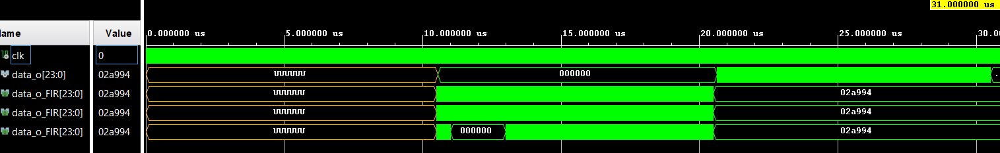 31.000000 us
Name Value 0.000000 us 5.000000 us 10.000000 us 15.000000 us 20.000000 us 25.000000 us 30.0
clk 0
data_o[23:0] 02a994 UUUUUU 000000 .
data_o_FIR[23:0] 02a994 UUUUUU 02a994
data_o_FIR[23:0] 02a994 UUUUUU 02a994
data_o_FIR[23:0] 02a994 UUUUUU 000000 02a994